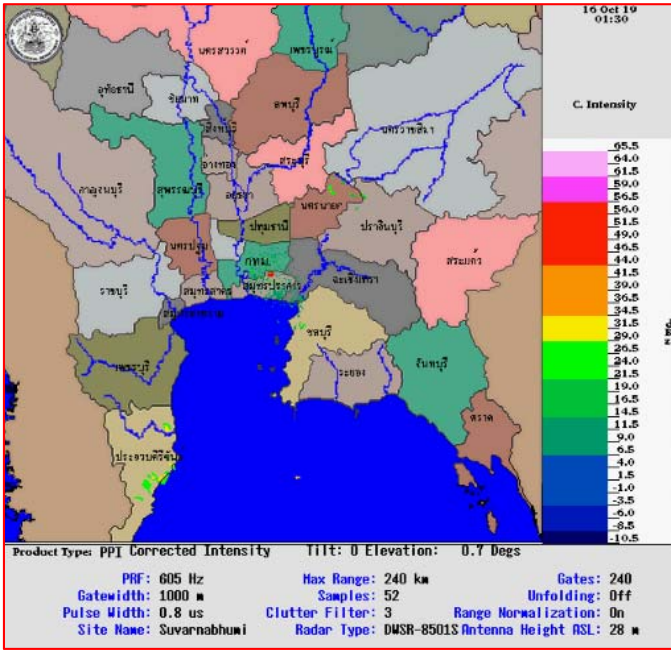 16 Oct 19
01:30
C. Intensity
65.5
64.0
61.5
59.0
56.5
56.0
51.5
49.0
46.5
44.0
41.5
39.0
36.5
34.0
31.5
29.0
26.5
24.0
21.5
19.0
16.5
14.5
11.5
9.0
6.5
4.0
1.5
-1.0
-3.5
-6.0
-8.5
-10.5
นครสวรรค์
เพชรบูรณ์
อุทัยธานี
ชัยนาท
ลพบุรี
สิงห์บุรี
นครราชสีมา
อ่างทอง
สระบุรี
กาญจนบุรี
สุพรรณบุรี
อยุธยา
นครนายก
ปทุมธานี
ปราจีนบุรี
นครปฐม
กทม.
สระแก้ว
ฉะเชิงเทรา
ราชบุรี
สมุทรสาคร
สมุทรปราการ
สมุทรสงคราม
ชลบุรี
เพชรบุรี
ระยอง
จันทบุรี
ตราด
ประจวบคีรีขันธ์
Product Type: PPI Corrected Intensity Tilt: 0 Elevation: 0.7 Degs
PRF: 605 Hz Max Range: 240 km Gates: 240
Gatewidth: 1000 m Samples: 52 Unfolding: Off
Pulse Width: 0.8 us Clutter Filter: 3 Range Normalization: On
Site Name: Suvarnabhumi Radar Type: DWSR-8501S Antenna Height ASL: 28 m